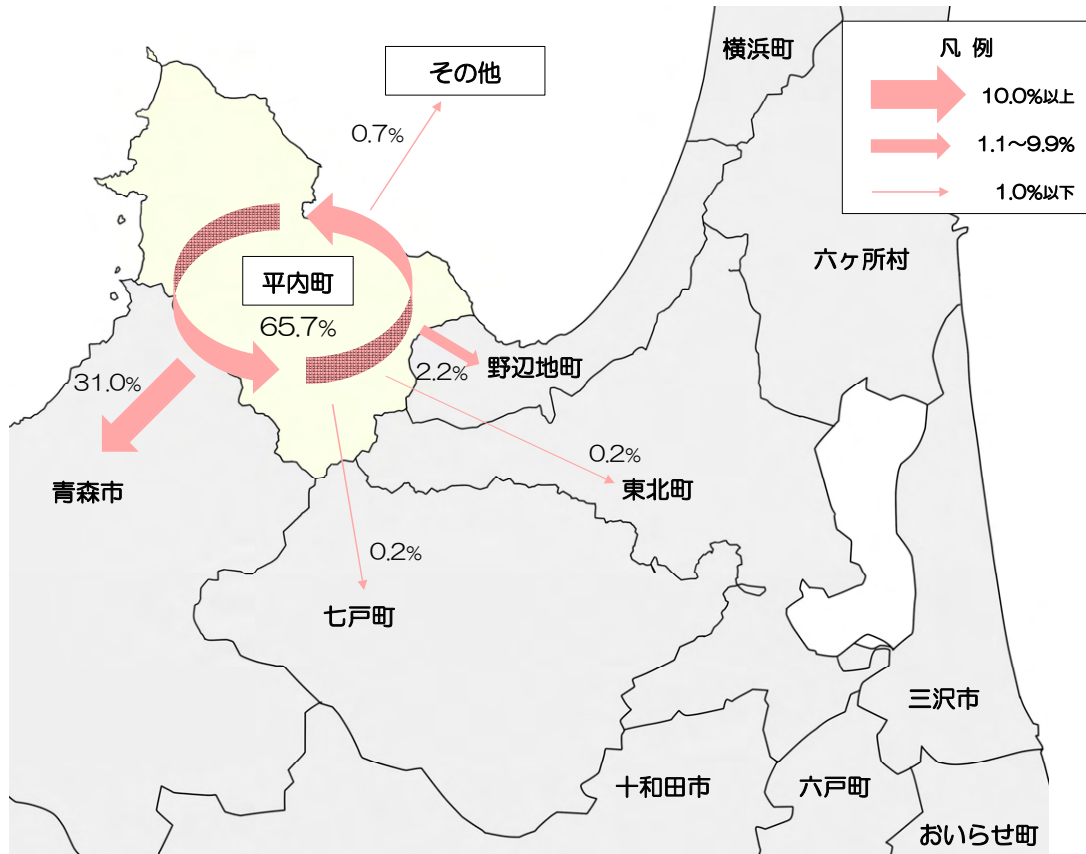 横浜町
凡 例
10.0%以上
1.1〜9.9%
1.0%以下
その他
0.7%
六ヶ所村
平内町
65.7%
31.0%
2.2%
野辺地町
0.2%
東北町
青森市
0.2%
七戸町
三沢市
十和田市
六戸町
おいらせ町